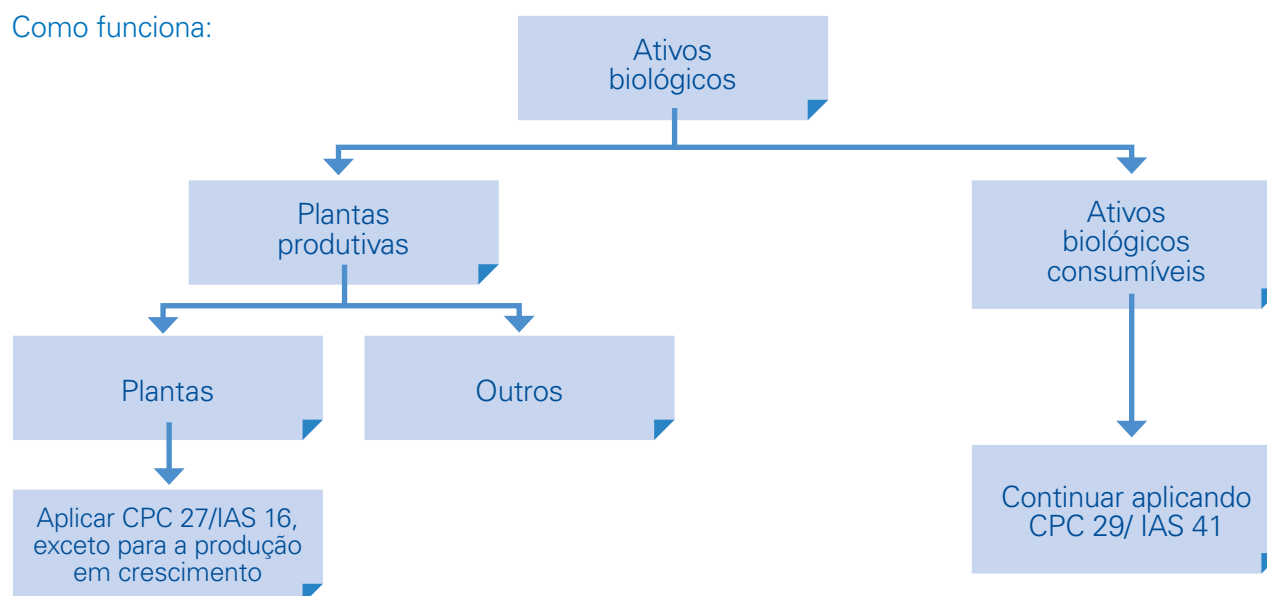 Como funciona:
Ativos
biológicos
Plantas
produtivas
Ativos
biológicos
consumíveis
Plantas
Outros
Aplicar CPC 27/IAS 16,
exceto para a produção
em crescimento
Continuar aplicando
CPC 29/ IAS 41